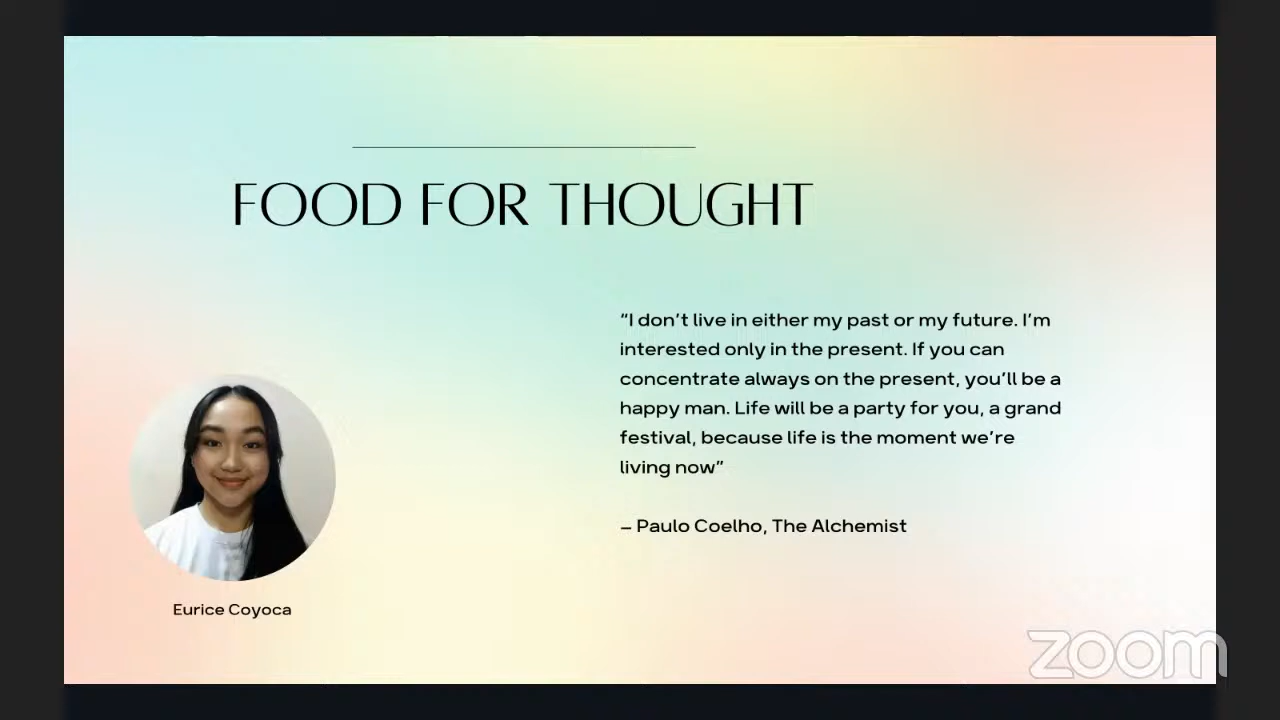 FOOD FOR THOUGHT
“I don’t live in either my past or my future. I’m
interested only in the present. If you can
concentrate always on the present, you’ll be a
happy man. Life will be a party for you, a grand
festival, because life is the moment we’re
living now”
– Paulo Coelho, The Alchemist
Eurice Coyoca
zoom